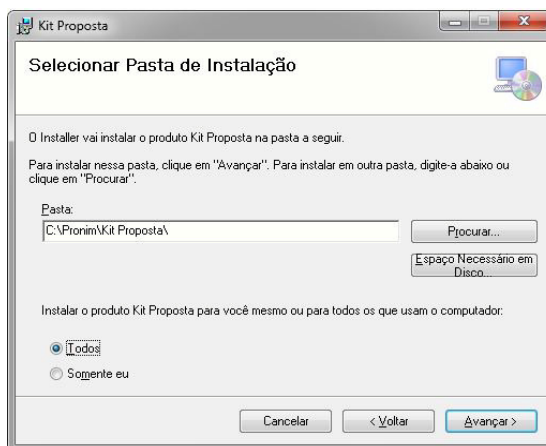 Kit Proposta
Selecionar Pasta de Instalação
O Installer vai instalar o produto Kit Proposta na pasta a seguir.
Para instalar nessa pasta, clique em "Avançar". Para instalar em outra pasta, digite-a abaixo ou
clique em "Procurar".
Pasta:
C:\Pronim\Kit Proposta\
Procurar...
Espaço Necessário em
Disco...
Instalar o produto Kit Proposta para você mesmo ou para todos os que usam o computador:
Todos
Somente eu
Cancelar
< Voltar
Avançar >